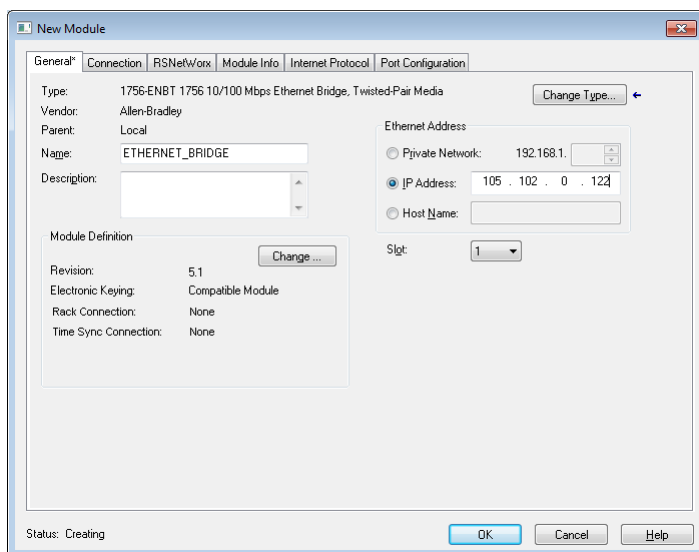 New Module
General* Connection RSNetWorx Module Info Internet Protocol Port Configuration
Type: 1756-ENBT 1756 10/100 Mbps Ethernet Bridge, Twisted-Pair Media
Change Type...
Vendor: Allen-Bradley
Parent: Local
Name: ETHERNET_BRIDGE
Description:
Ethernet Address
Private Network: 192.168.1.
IP Address: 105 . 102 . 0 . 122
Host Name:
Slot: 1
Module Definition
Change ...
Revision: 5.1
Electronic Keying: Compatible Module
Rack Connection: None
Time Sync Connection: None
Status: Creating
OK Cancel Help